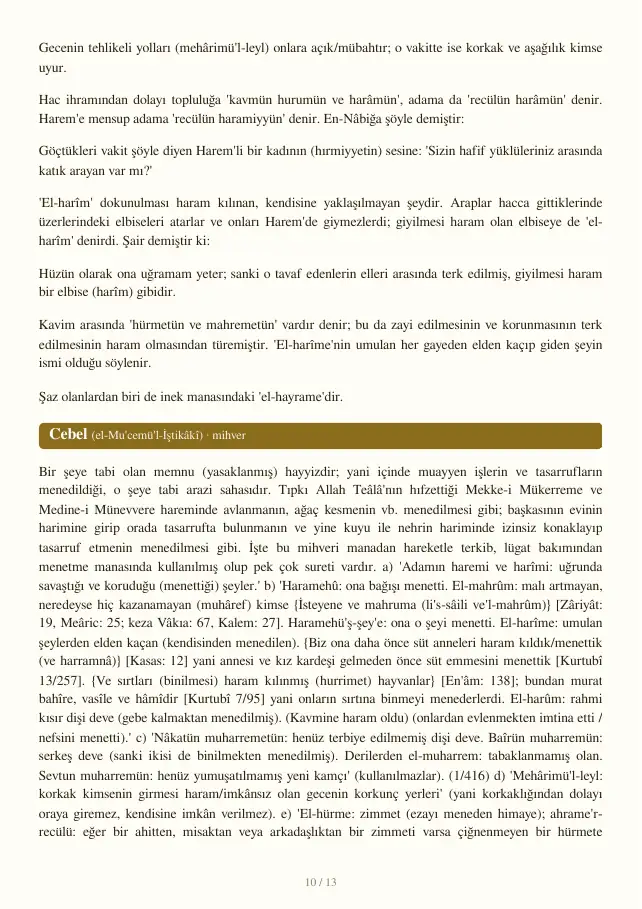 Gecenin tehlikeli yolları (mehârimü'l-leyl) onlara açık/mübahtır; o vakitte ise korkak ve aşağılık kimse
uyur.
Hac ihramından dolayı topluluğa 'kavmün hurumün ve harâmün', adama da 'recülün harâmün' denir.
Harem'e mensup adama 'recülün haramiyyün' denir. En-Nâbiğa şöyle demiştir:
Göçtükleri vakit şöyle diyen Harem'li bir kadının (hırmiyyetin) sesine: 'Sizin hafif yüklüleriniz arasında
katık arayan var mı?'
'El-harîm' dokunulması haram kılınan, kendisine yaklaşılmayan şeydir. Araplar hacca gittiklerinde
üzerlerindeki elbiseleri atarlar ve onları Harem'de giymezlerdi; giyilmesi haram olan elbiseye de 'el-
harîm' denirdi. Şair demiştir ki:
Hüzün olarak ona uğramam yeter; sanki o tavaf edenlerin elleri arasında terk edilmiş, giyilmesi haram
bir elbise (harîm) gibidir.
Kavim arasında 'hürmetün ve mahremetün' vardır denir; bu da zayi edilmesinin ve korunmasının terk
edilmesinin haram olmasından türemiştir. 'El-harîme'nin umulan her gayeden elden kaçıp giden şeyin
ismi olduğu söylenir.
Şaz olanlardan biri de inek manasındaki 'el-hayrame'dir.
Cebel (el-Mu'cemü'l-İştikâkî) · mihver
Bir şeye tabi olan memnu (yasaklanmış) hayyizdir; yani içinde muayyen işlerin ve tasarrufların
menedildiği, o şeye tabi arazi sahasıdır. Tıpkı Allah Teâlâ'nın hıfzettiği Mekke-i Mükerreme ve
Medine-i Münevvere hareminde avlanmanın, ağaç kesmenin vb. menedilmesi gibi; başkasının evinin
harimine girip orada tasarrufta bulunmanın ve yine kuyu ile nehrin hariminde izinsiz konaklayıp
tasarruf etmenin menedilmesi gibi. İşte bu mihveri manadan hareketle terkib, lügat bakımından
menetme manasında kullanılmış olup pek çok sureti vardır. a) 'Adamın haremi ve harîmi: uğrunda
savaştığı ve koruduğu (menettiği) şeyler.' b) 'Haramehû: ona bağışı menetti. El-mahrûm: malı artmayan,
neredeyse hiç kazanamayan (muhâref) kimse {İsteyene ve mahruma (li's-sâili ve'l-mahrûm)} [Zâriyât:
19, Meâric: 25; keza Vâkıa: 67, Kalem: 27]. Haramehü'ş-şey'e: ona o şeyi menetti. El-harîme: umulan
şeylerden elden kaçan (kendisinden menedilen). {Biz ona daha önce süt anneleri haram kıldık/menettik
(ve harramnâ)} [Kasas: 12] yani annesi ve kız kardeşi gelmeden önce süt emmesini menettik [Kurtubî
13/257]. {Ve sırtları (binilmesi) haram kılınmış (hurrimet) hayvanlar} [En'âm: 138]; bundan murat
bahîre, vasîle ve hâmîdir [Kurtubî 7/95] yani onların sırtına binmeyi menederlerdi. El-harûm: rahmi
kısır dişi deve (gebe kalmaktan menedilmiş). (Kavmine haram oldu) (onlardan evlenmekten imtina etti /
nefsini menetti).' c) 'Nâkatün muharremetün: henüz terbiye edilmemiş dişi deve. Baîrün muharremün:
serkeş deve (sanki ikisi de binilmekten menedilmiş). Derilerden el-muharrem: tabaklanmamış olan.
Sevtun muharremün: henüz yumuşatılmamış yeni kamçı' (kullanılmazlar). (1/416) d) 'Mehârimü'l-leyl:
korkak kimsenin girmesi haram/imkânsız olan gecenin korkunç yerleri' (yani korkaklığından dolayı
oraya giremez, kendisine imkân verilmez). e) 'El-hürme: zimmet (ezayı meneden himaye); ahrame'r-
recülü: eğer bir ahitten, misaktan veya arkadaşlıktan bir zimmeti varsa çiğnenmeyen bir hürmete
10 / 13